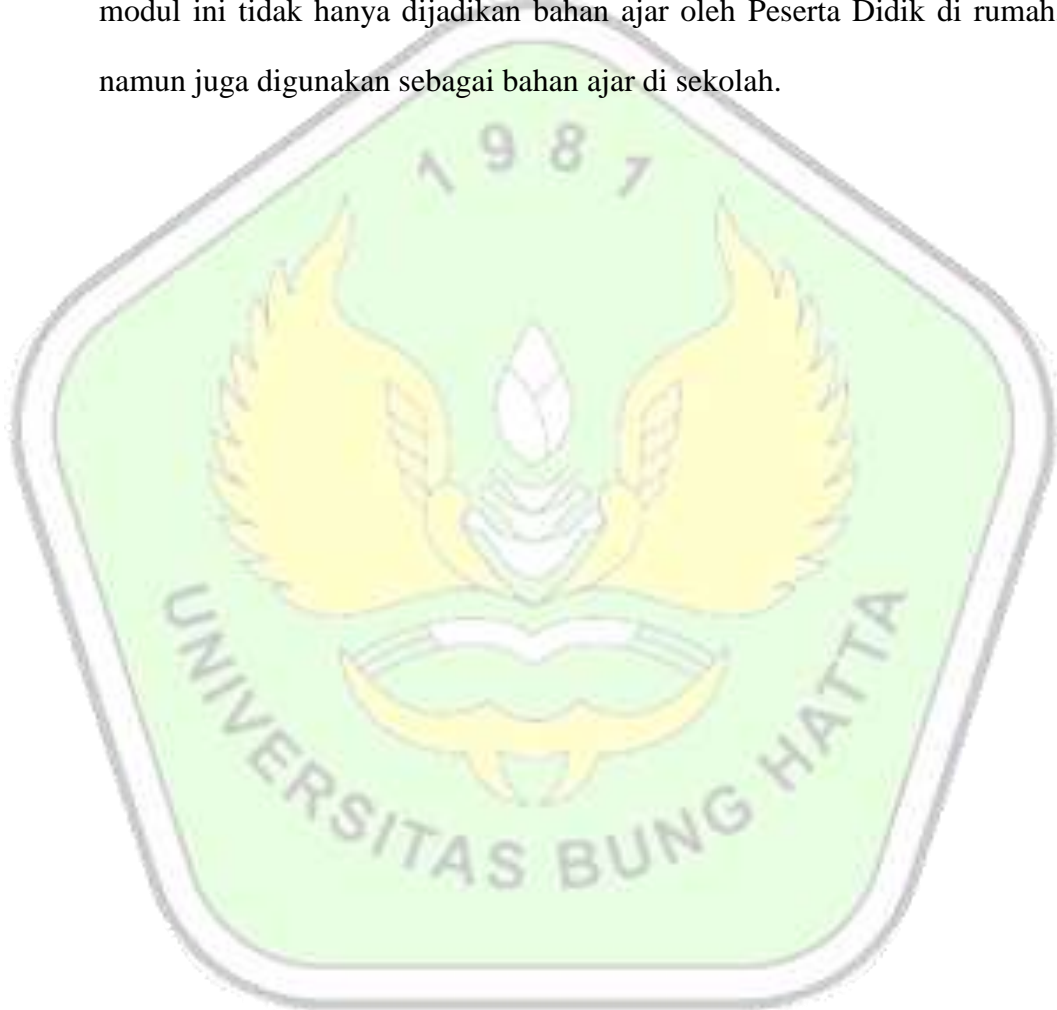 modul ini tidak hanya dijadikan bahan ajar oleh Peserta Didik di rumah
namun juga digunakan sebagai bahan ajar di sekolah.
1981
UNIVERSITAS BUNG HATTA